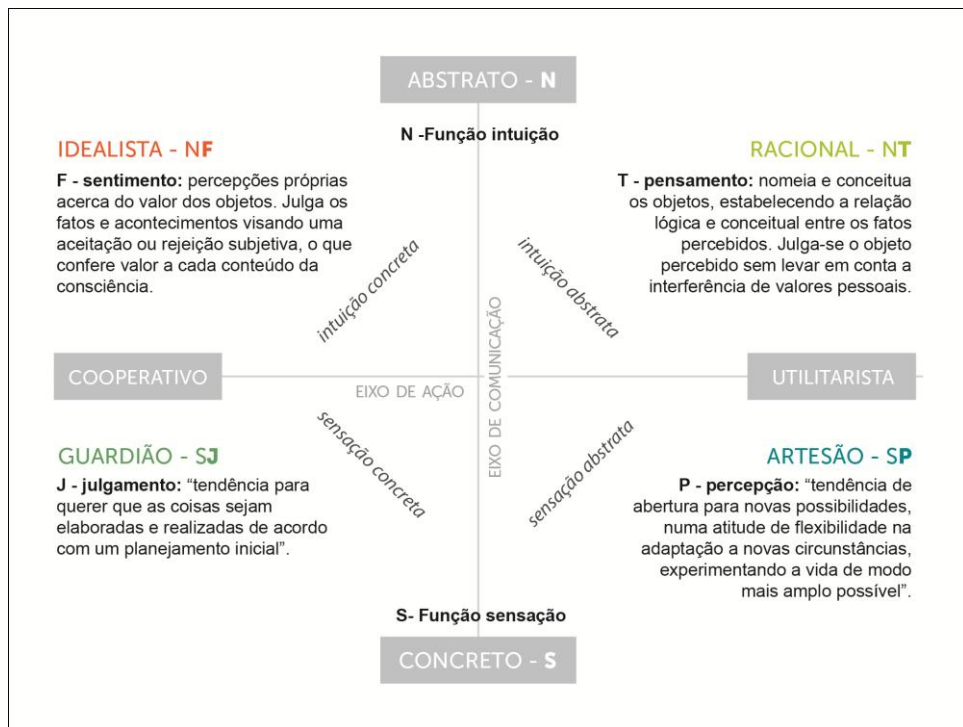 ABSTRATO - N
N -Função intuição
IDEALISTA - NF
F - sentimento: percepções próprias
acerca do valor dos objetos. Julga os
fatos e acontecimentos visando uma
aceitação ou rejeição subjetiva, o que
confere valor a cada conteúdo da
consciência.
RACIONAL - NT
T - pensamento: nomeia e conceitua
os objetos, estabelecendo a relação
lógica e conceitual entre os fatos
percebidos. Julga-se o objeto
percebido sem levar em conta a
interferência de valores pessoais.
intuição concreta
intuição abstrata
COOPERATIVO
EIXO DE AÇÃO
EIXO DE COMUNICAÇÃO
UTILITARISTA
sensação concreta
sensação abstrata
GUARDIÃO - SJ
J - julgamento: “tendência para
querer que as coisas sejam
elaboradas e realizadas de acordo
com um planejamento inicial”.
ARTESÃO - SP
P - percepção: “tendência de
abertura para novas possibilidades,
numa atitude de flexibilidade na
adaptação a novas circunstâncias,
experimentando a vida de modo
mais amplo possível”.
S- Função sensação
CONCRETO - S